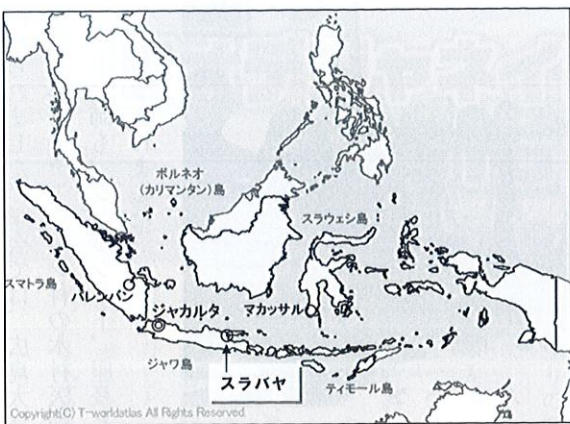 ボルネオ
(カリマンタン)島
スラウェシ島
スマトラ島
パレンバン
ジャカルタ
マカッサル
ジャワ島
スラバヤ
ティモール島
Copyright(C) T-worldatlas All Rights Reserved